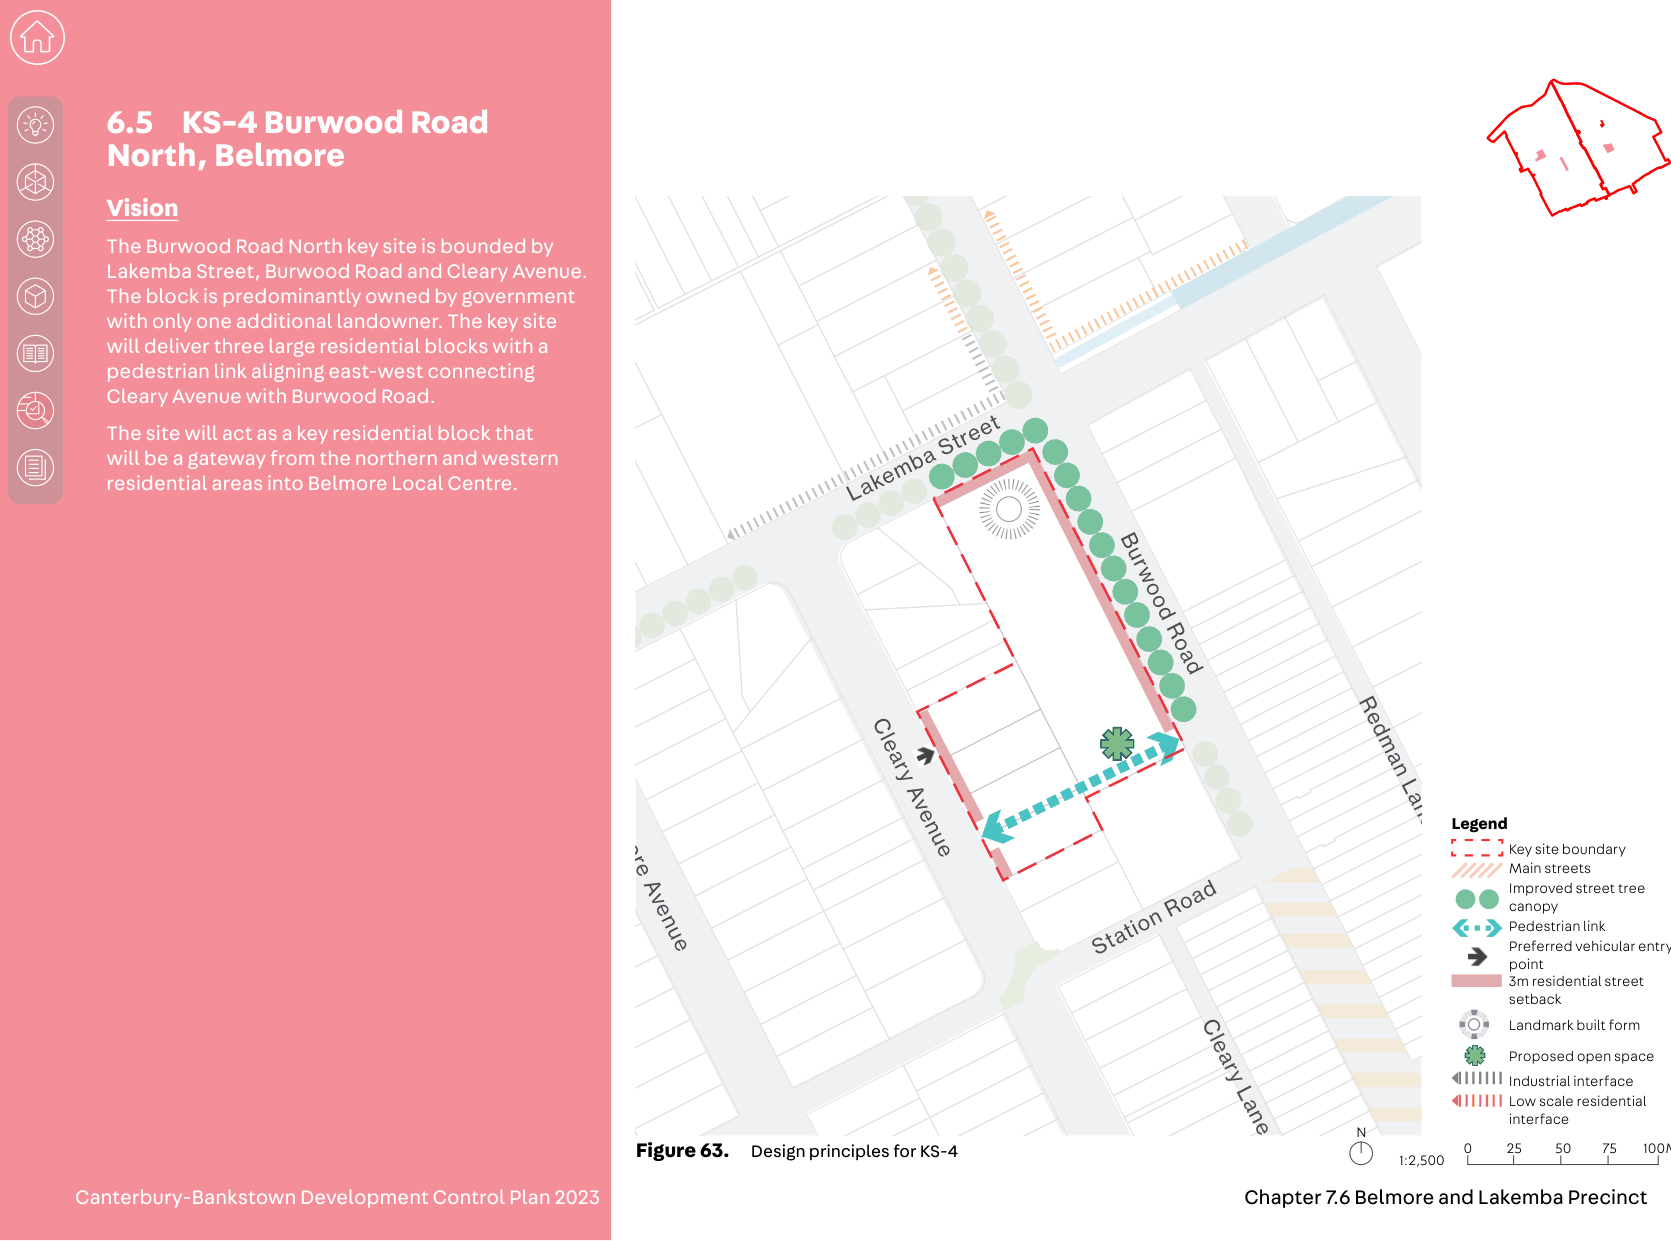 6.5 KS-4 Burwood Road
North, Belmore
Vision
The Burwood Road North key site is bounded by
Lakemba Street, Burwood Road and Cleary Avenue.
The block is predominantly owned by government
with only one additional landowner. The key site
will deliver three large residential blocks with a
pedestrian link aligning east-west connecting
Cleary Avenue with Burwood Road.
The site will act as a key residential block that
will be a gateway from the northern and western
residential areas into Belmore Local Centre.
Lakemba Street
Burwood Road
Cleary Avenue
Redman Lan
ore Avenue
Station Road
Cleary Lane
Legend
Key site boundary
Main streets
Improved street tree
canopy
Pedestrian link
Preferred vehicular entry
point
3m residential street
setback
Landmark built form
Proposed open space
Industrial interface
Low scale residential
interface
N
1:2,500
0 25 50 75 100M
Figure 63. Design principles for KS-4
Canterbury-Bankstown Development Control Plan 2023
Chapter 7.6 Belmore and Lakemba Precinct